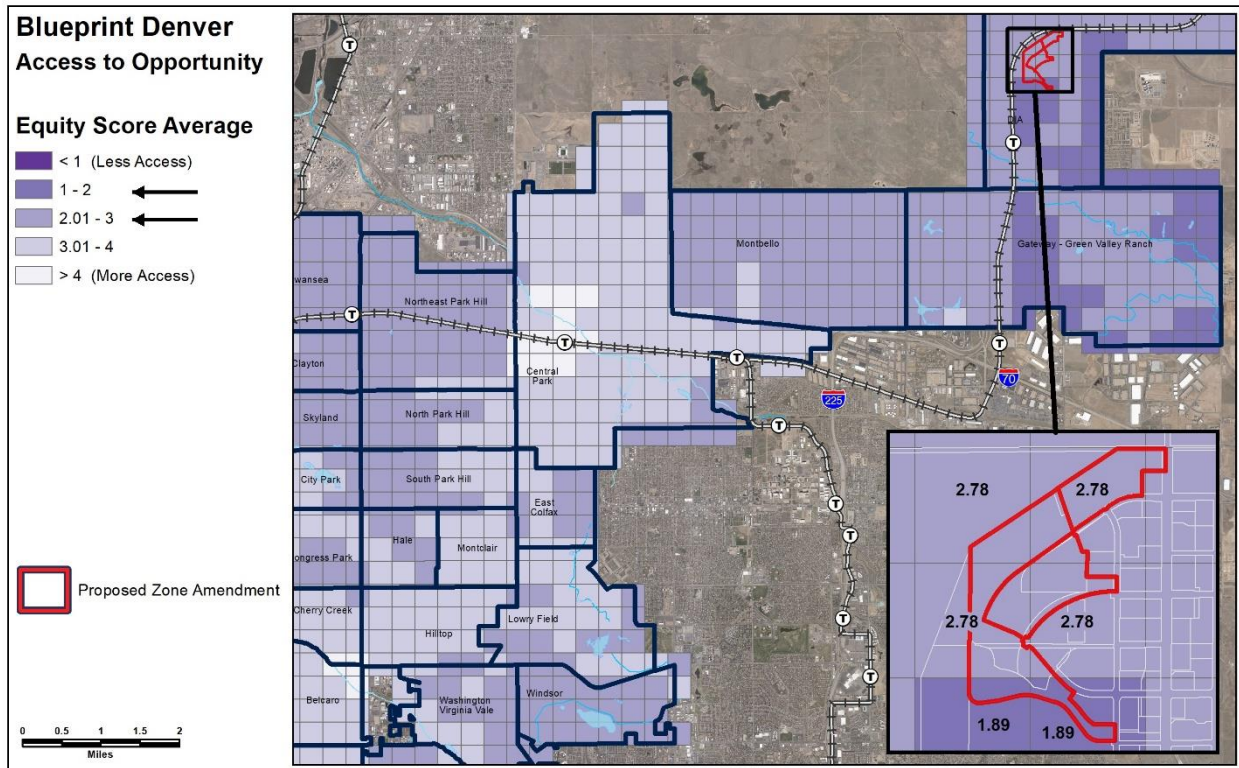 Blueprint Denver
Access to Opportunity
Equity Score Average
< 1 (Less Access)
1 - 2
2.01 - 3
3.01 - 4
> 4 (More Access)
Proposed Zone Amendment
0 0.5 1 1.5 2
Miles
T
T
T
T
T
T
T
T
T
T
T
T
DIA
Montbello
Gateway - Green Valley Ranch
wansea
Northeast Park Hill
Clayton
Central
Park
70
225
Skyland
North Park Hill
City Park
South Park Hill
East
Colfax
ongress Park
Hale
Montclair
Cherry Creek
Hilltop
Lowry Field
Belcaro
Washington
Virginia Vale
Windsor
2.78
2.78
2.78
2.78
1.89
1.89